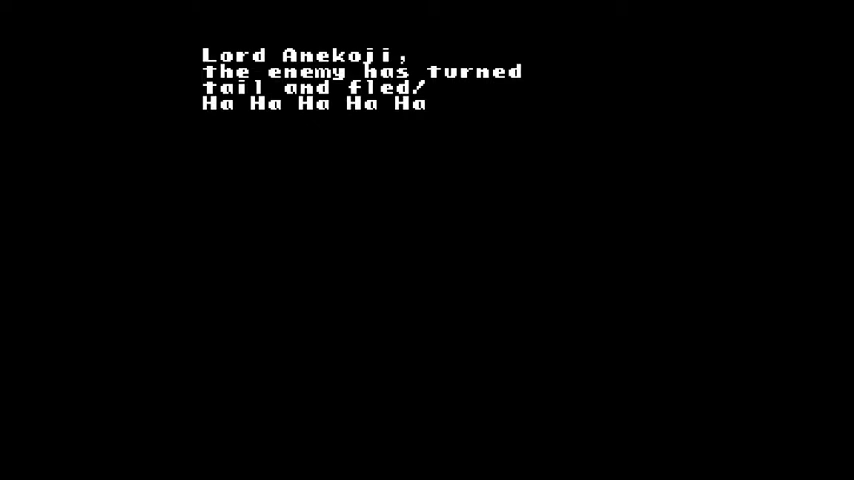 Lord Anekoji,
the enemy has turned
tail and fled/
Ha Ha Ha Ha Ha